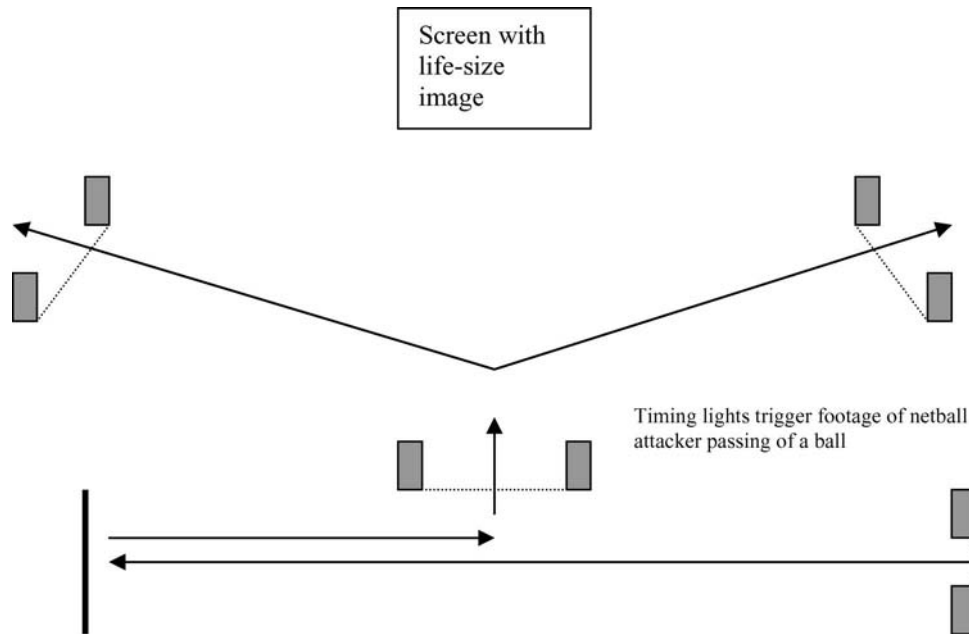 Screen with
life-size
image
Timing lights trigger footage of netball
attacker passing of a ball